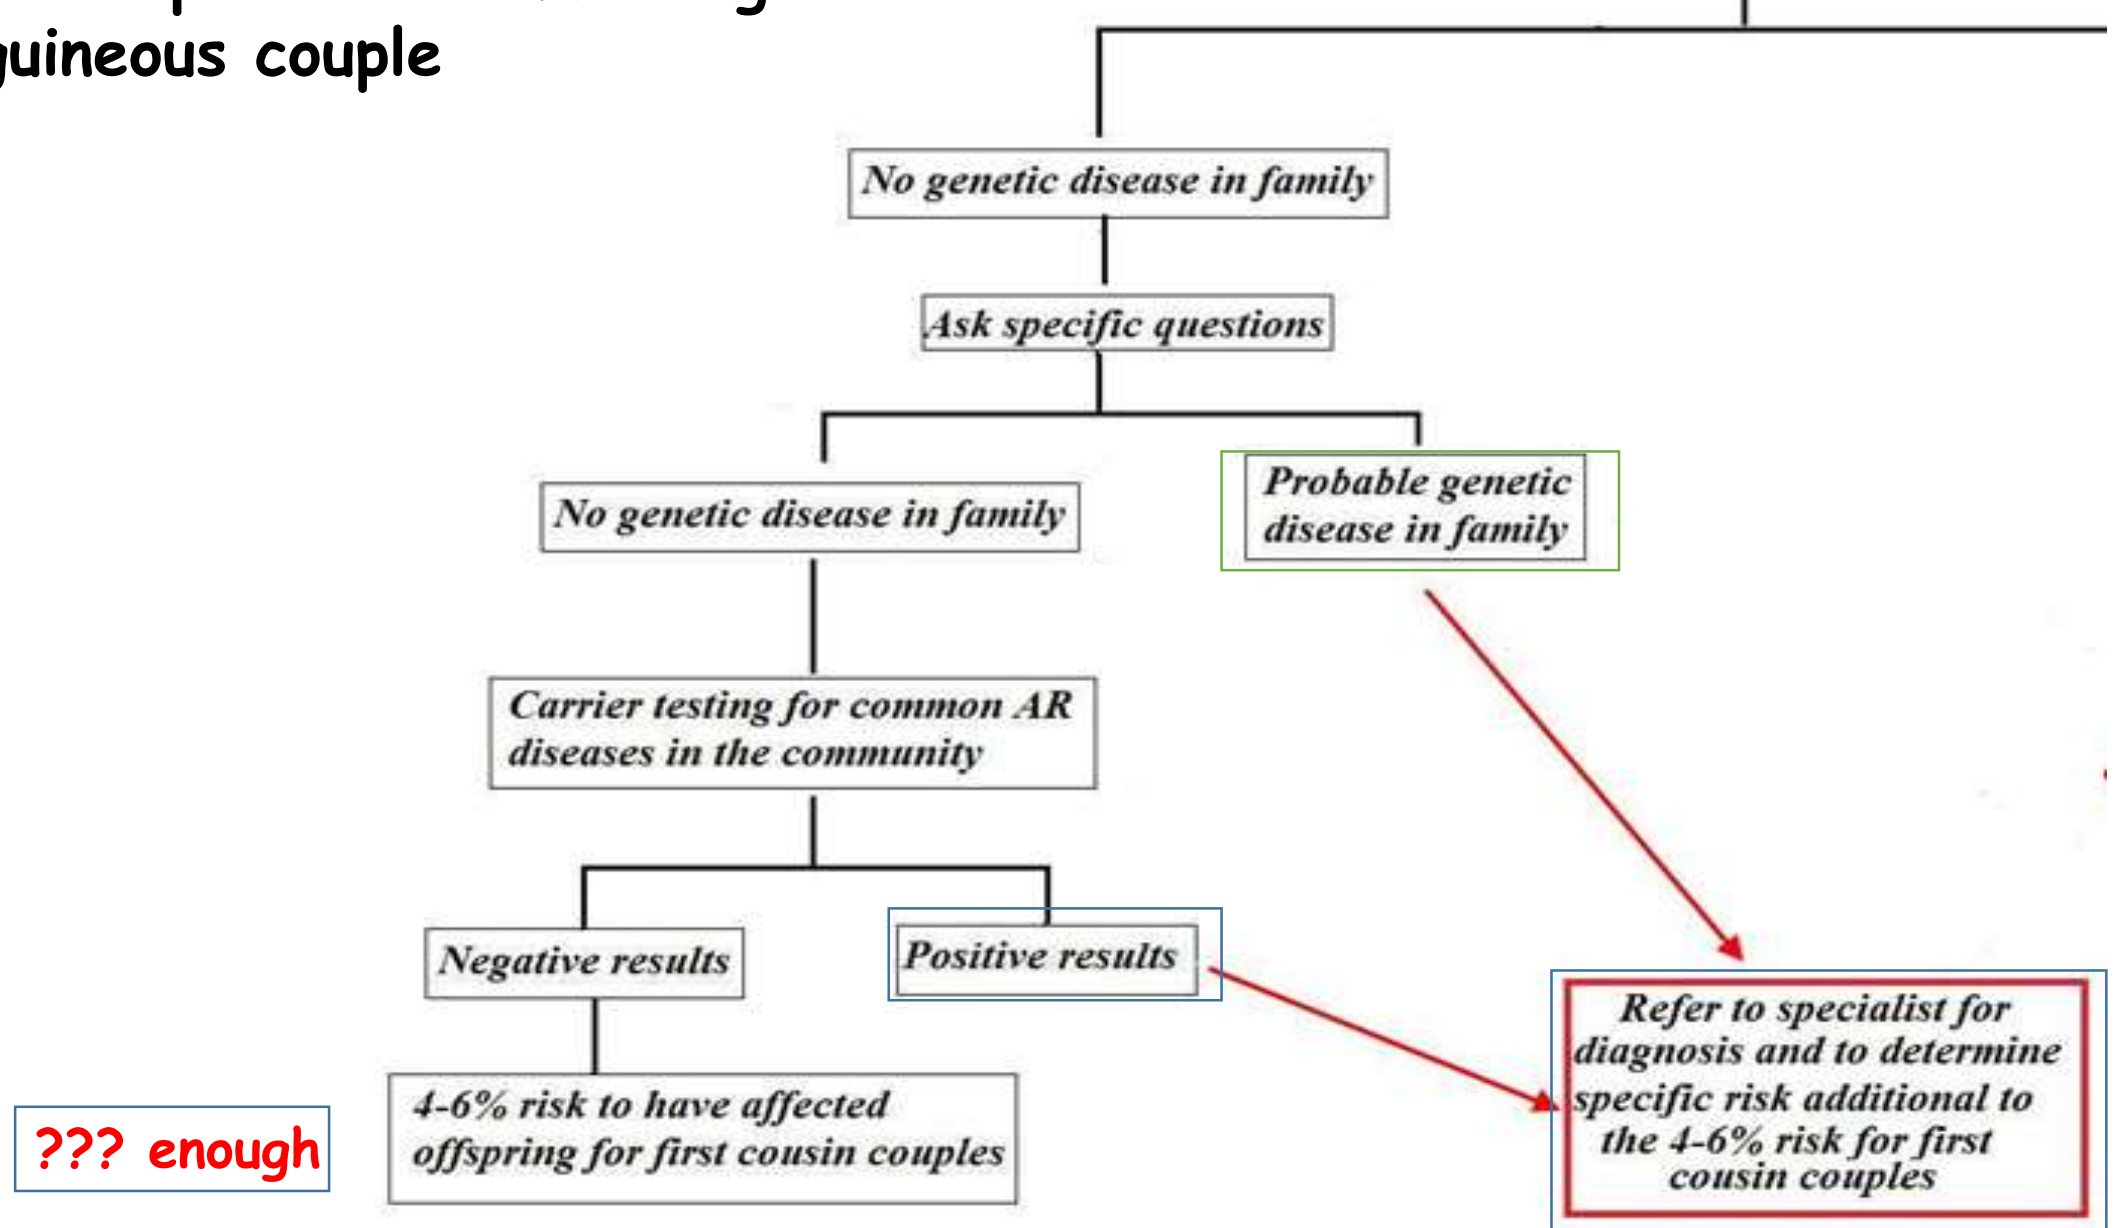 guineous couple
No genetic disease in family
Ask specific questions
No genetic disease in family
Probable genetic
disease in family
Carrier testing for common AR
diseases in the community
Negative results
Positive results
4-6% risk to have affected
offspring for first cousin couples
??? enough
Refer to specialist for
diagnosis and to determine
specific risk additional to
the 4-6% risk for first
cousin couples